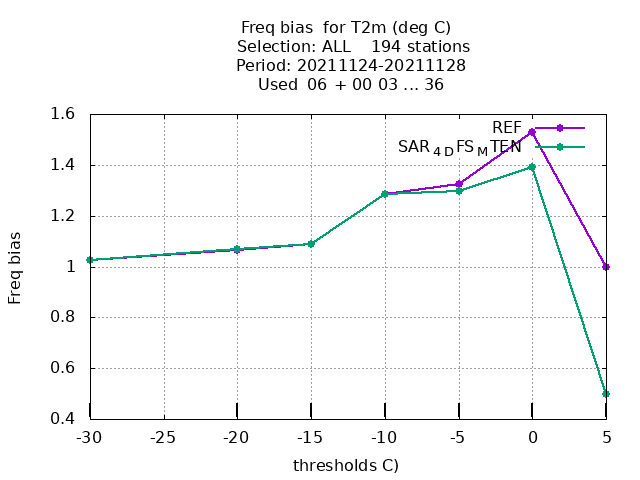 Freq bias  for T2m (deg C)
Selection: ALL    194 stations
Period: 20211124-20211128
Used  06 + 00 03 ... 36
REF
SAR4DFSMTEN
1.6
1.4
1.2
1
0.8
0.6
0.4
Freq bias
-30 -25 -20 -15 -10 -5 0 5
thresholds C)